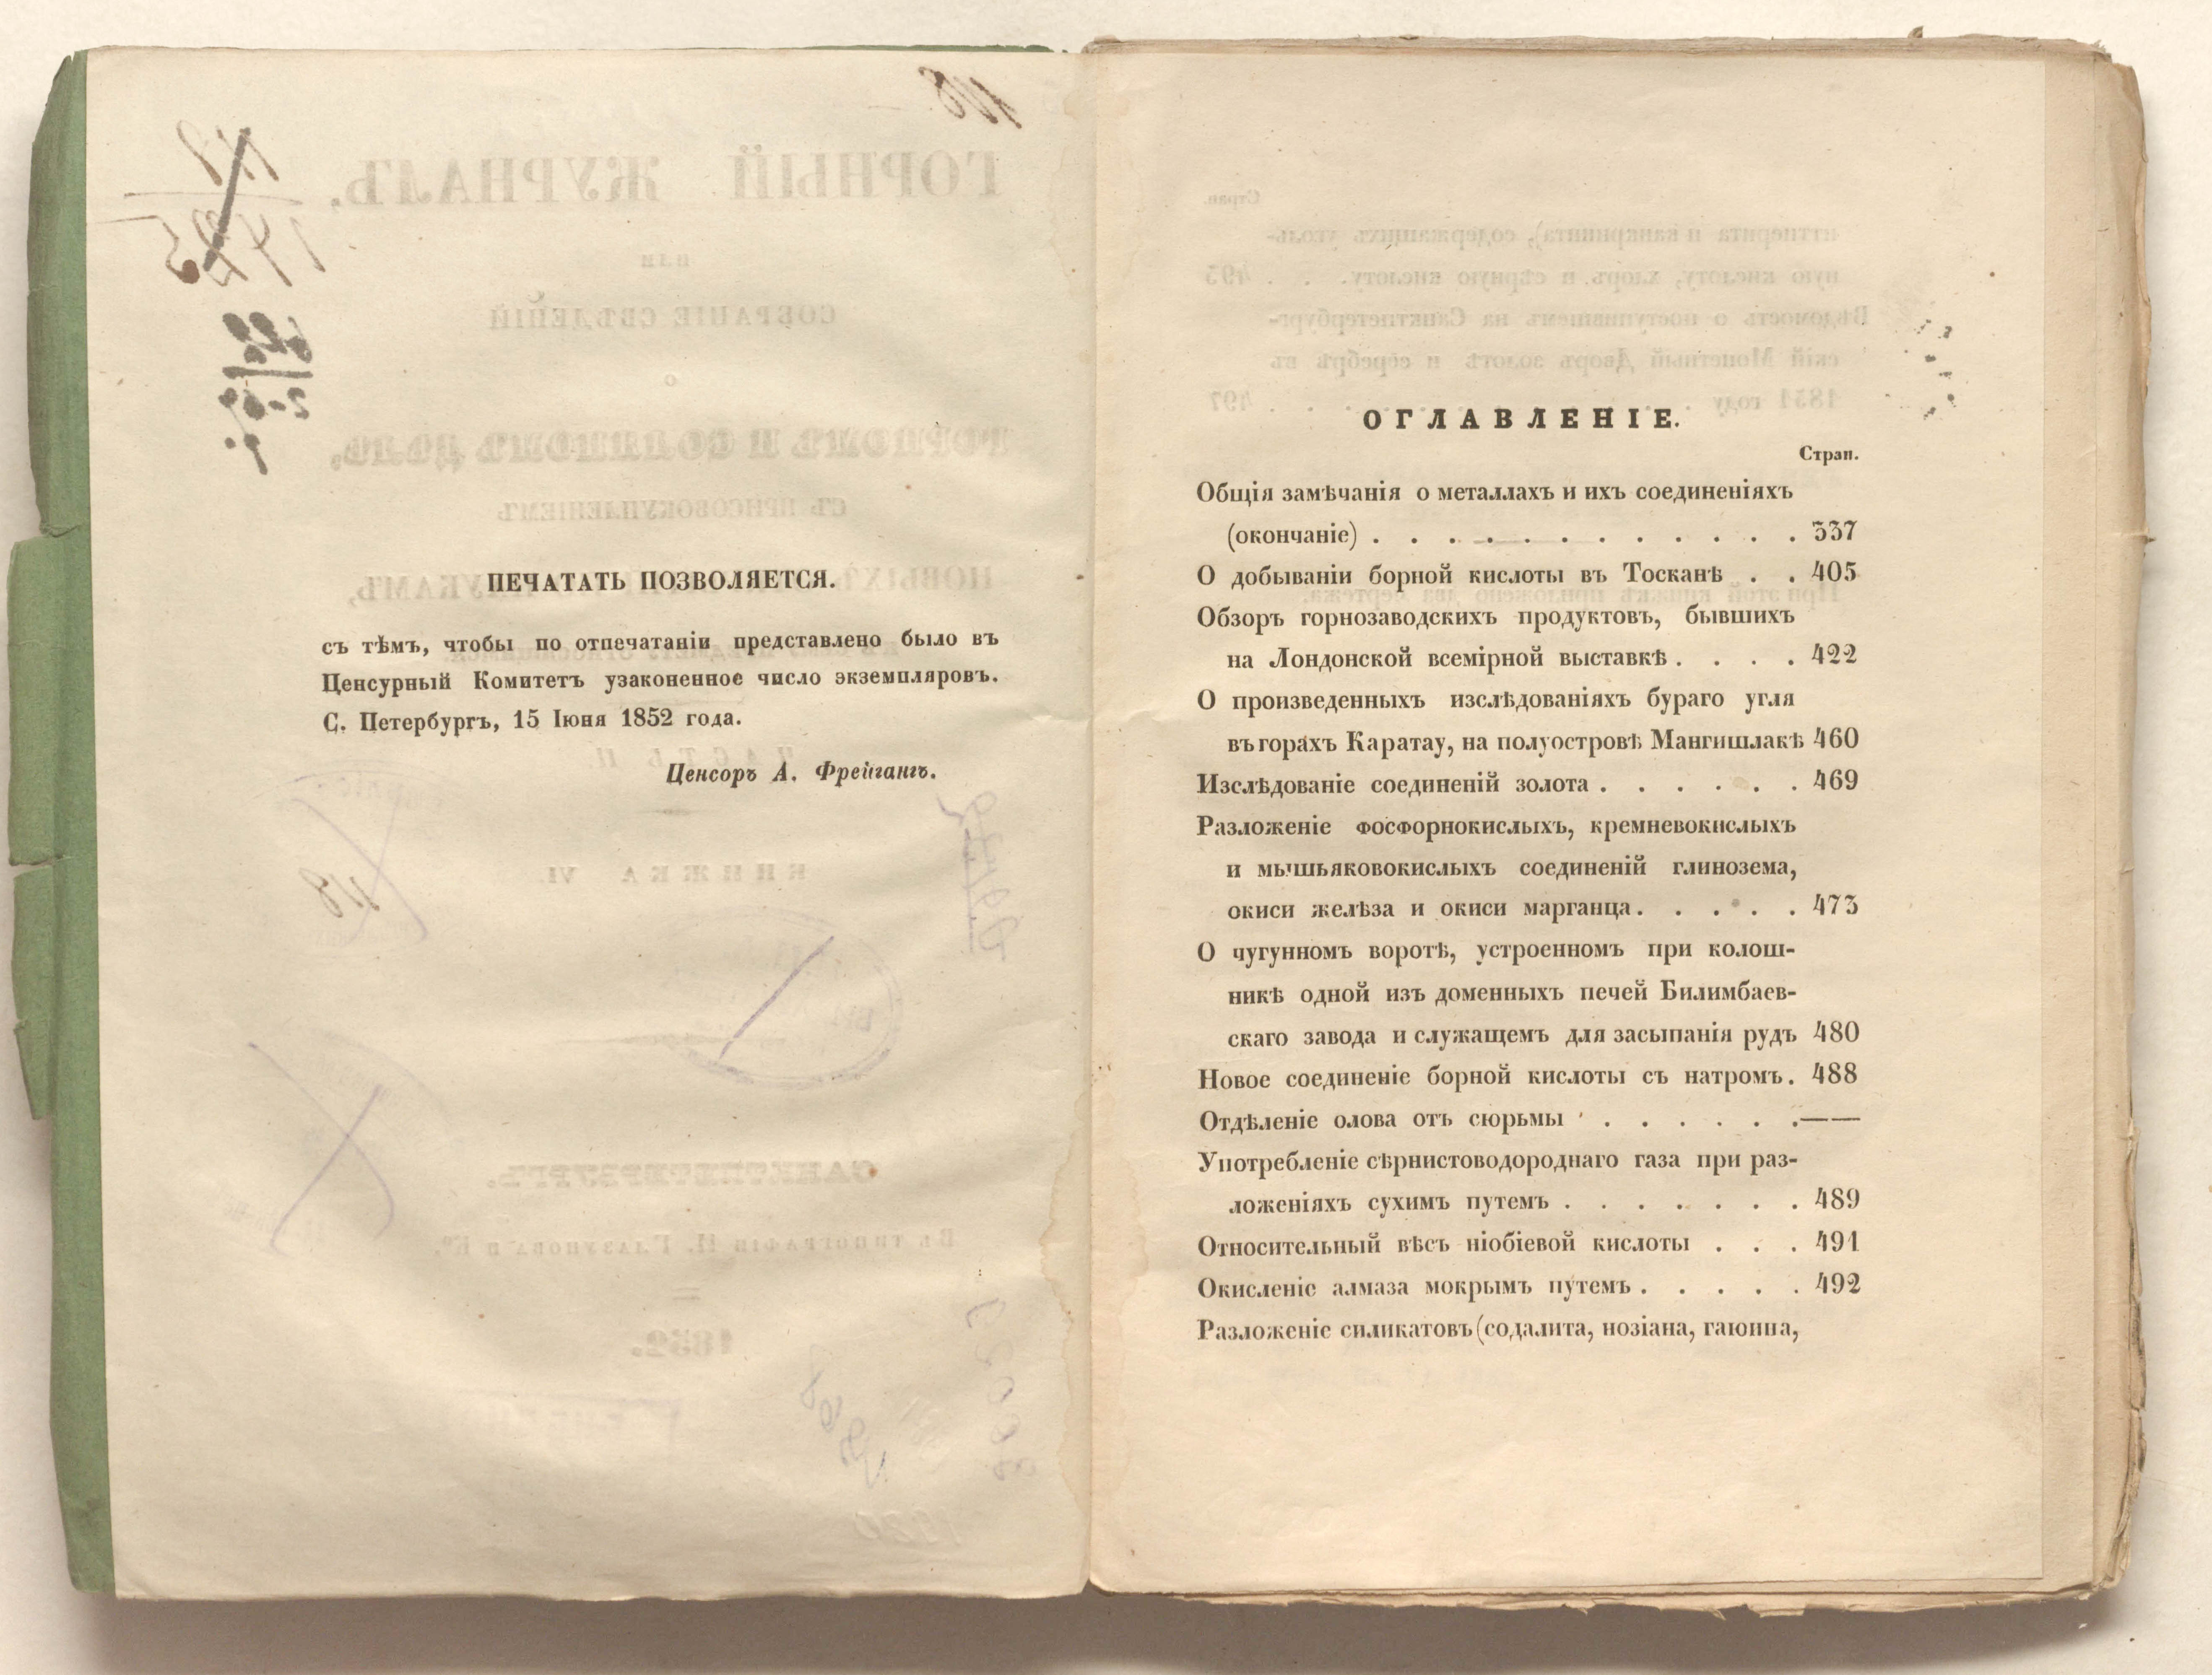 ПЕЧАТАТЬ ПОЗВОЛЯЕТСЯ.
съ тѣмъ, чтобы по отпечатаніи представлено было въ
Ценсурный Комитетъ узаконенное число экземпляровъ.
С. Петербургъ, 15 Іюня 1852 года.
Ценсоръ А. Фрейгангъ.
ОГЛАВЛЕНІЕ.
Стран.
Общія замѣчанія о металлахъ и ихъ соединеніяхъ
(окончаніе) . . . . . . . . . . . . 337
О добываніи борной кислоты въ Тосканѣ . . 405
Обзоръ горнозаводскихъ продуктовъ, бывшихъ
на Лондонской всемірной выставкѣ . . . . 422
О произведенныхъ изслѣдованіяхъ бураго угля
въ горахъ Каратау, на полуостровѣ Мангишлакѣ 460
Изслѣдованіе соединеній золота . . . . . . 469
Разложеніе фосфорнокислыхъ, кремневокислыхъ
и мышьяковокислыхъ соединеній глинозема,
окиси желѣза и окиси марганца . . . . . 473
О чугунномъ воротѣ, устроенномъ при колош-
никѣ одной изъ доменныхъ печей Билимбаев-
скаго завода и служащемъ для засыпанія рудъ 480
Новое соединеніе борной кислоты съ натромъ. 488
Отдѣленіе олова отъ сюрьмы . . . . . . ——
Употребленіе сѣрнистоводороднаго газа при раз-
ложеніяхъ сухимъ путемъ . . . . . . . 489
Относительный вѣсъ ніобіевой кислоты . . . 491
Окисленіе алмаза мокрымъ путемъ . . . . . 492
Разложеніе силикатовъ (содалита, нозіана, гаюина,